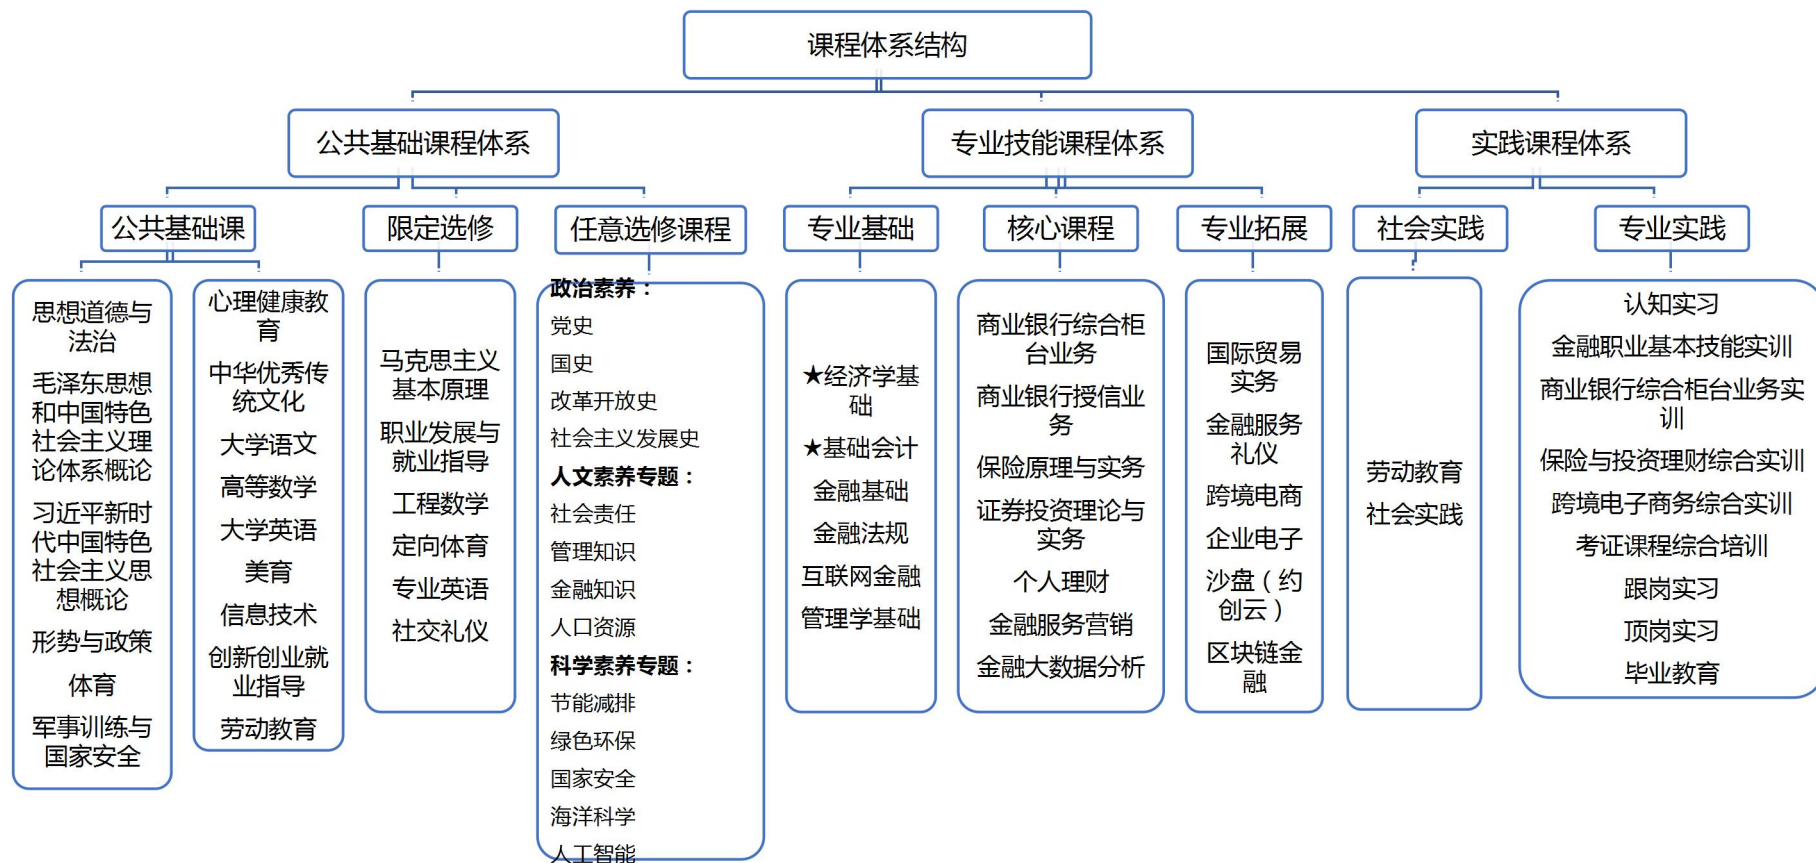 课程体系结构
公共基础课程体系
专业技能课程体系
实践课程体系
公共基础课
限定选修
任意选修课程
专业基础
核心课程
专业拓展
社会实践
专业实践
思想道德与
法治
毛泽东思想
和中国特色
社会主义理
论体系概论
习近平新时
代中国特色
社会主义思
想概论
形势与政策
体育
军事训练与
国家安全
心理健康教
育
中华优秀传
统文化
大学语文
高等数学
大学英语
美育
信息技术
创新创业就
业指导
劳动教育
马克思主义
基本原理
职业发展与
就业指导
工程数学
定向体育
专业英语
社交礼仪
政治素养：
党史
国史
改革开放史
社会主义发展史
人文素养专题：
社会责任
管理知识
金融知识
人口资源
科学素养专题：
节能减排
绿色环保
国家安全
海洋科学
人工智能
★经济学基
础
★基础会计
金融基础
金融法规
互联网金融
管理学基础
商业银行综合柜
台业务
商业银行授信业
务
保险原理与实务
证券投资理论与
实务
个人理财
金融服务营销
金融大数据分析
国际贸易
实务
金融服务
礼仪
跨境电商
企业电子
沙盘（约
创云）
区块链金
融
劳动教育
社会实践
认知实习
金融职业基本技能实训
商业银行综合柜台业务实
训
保险与投资理财综合实训
跨境电子商务综合实训
考证课程综合培训
跟岗实习
顶岗实习
毕业教育